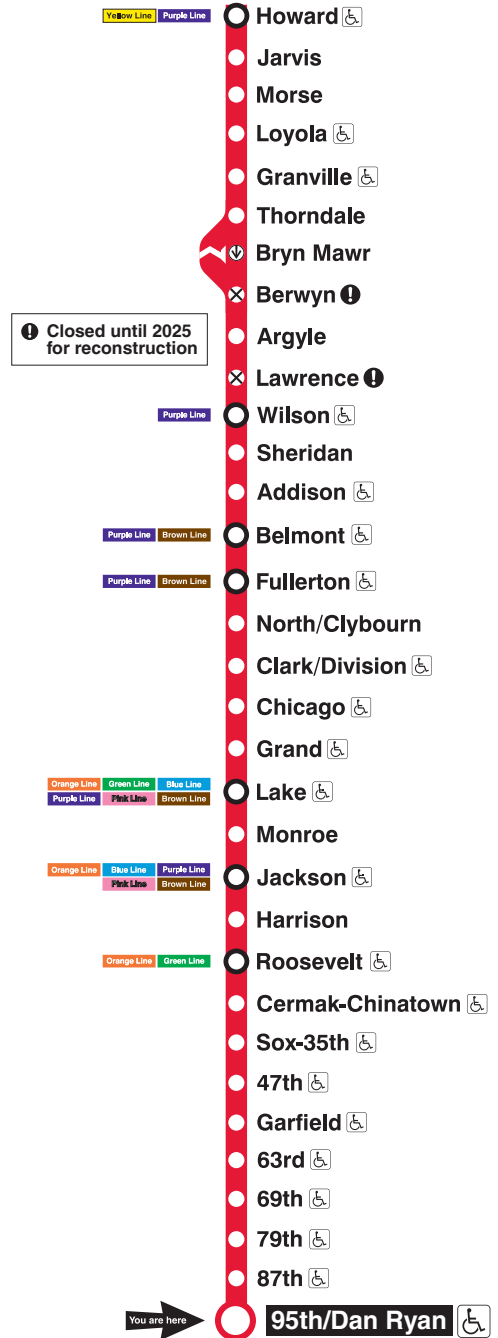 Yellow Line Purple Line Howard
Jarvis
Morse
Loyola
Granville
Thorndale
Bryn Mawr
Berwyn !
! Closed until 2025
for reconstruction
Argyle
Lawrence !
Purple Line Wilson
Sheridan
Addison
Purple Line Brown Line Belmont
Purple Line Brown Line Fullerton
North/Clybourn
Clark/Division
Chicago
Grand
Orange Line Green Line Blue Line
Purple Line Pink Line Brown Line
Lake
Monroe
Orange Line Blue Line Purple Line
Pink Line Brown Line
Jackson
Harrison
Orange Line Green Line Roosevelt
Cermak-Chinatown
Sox-35th
47th
Garfield
63rd
69th
79th
87th
You are here 95th/Dan Ryan